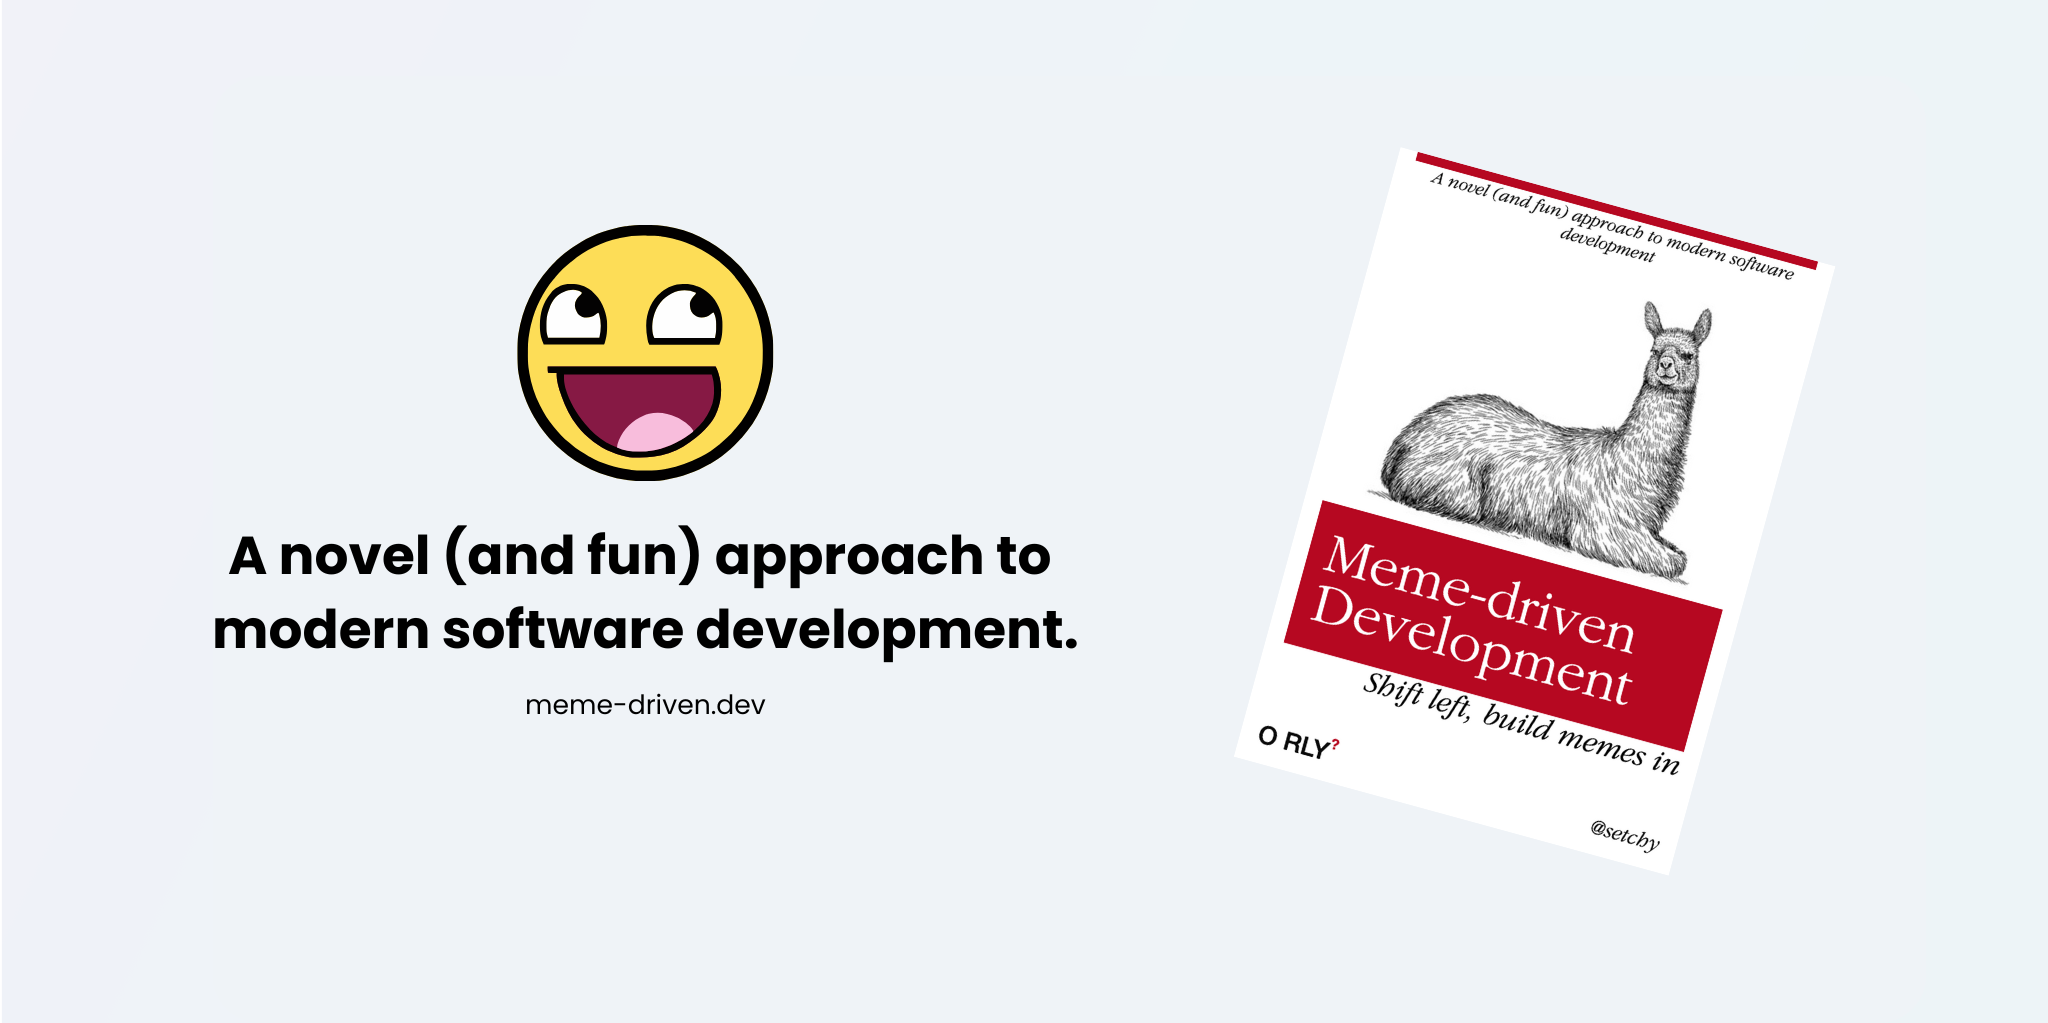 A novel (and fun) approach to
modern software development.
meme-driven.dev
A novel (and fun) approach to modern software
development
Meme-driven
Development
Shift left, build memes in
O RLY?
@setchy